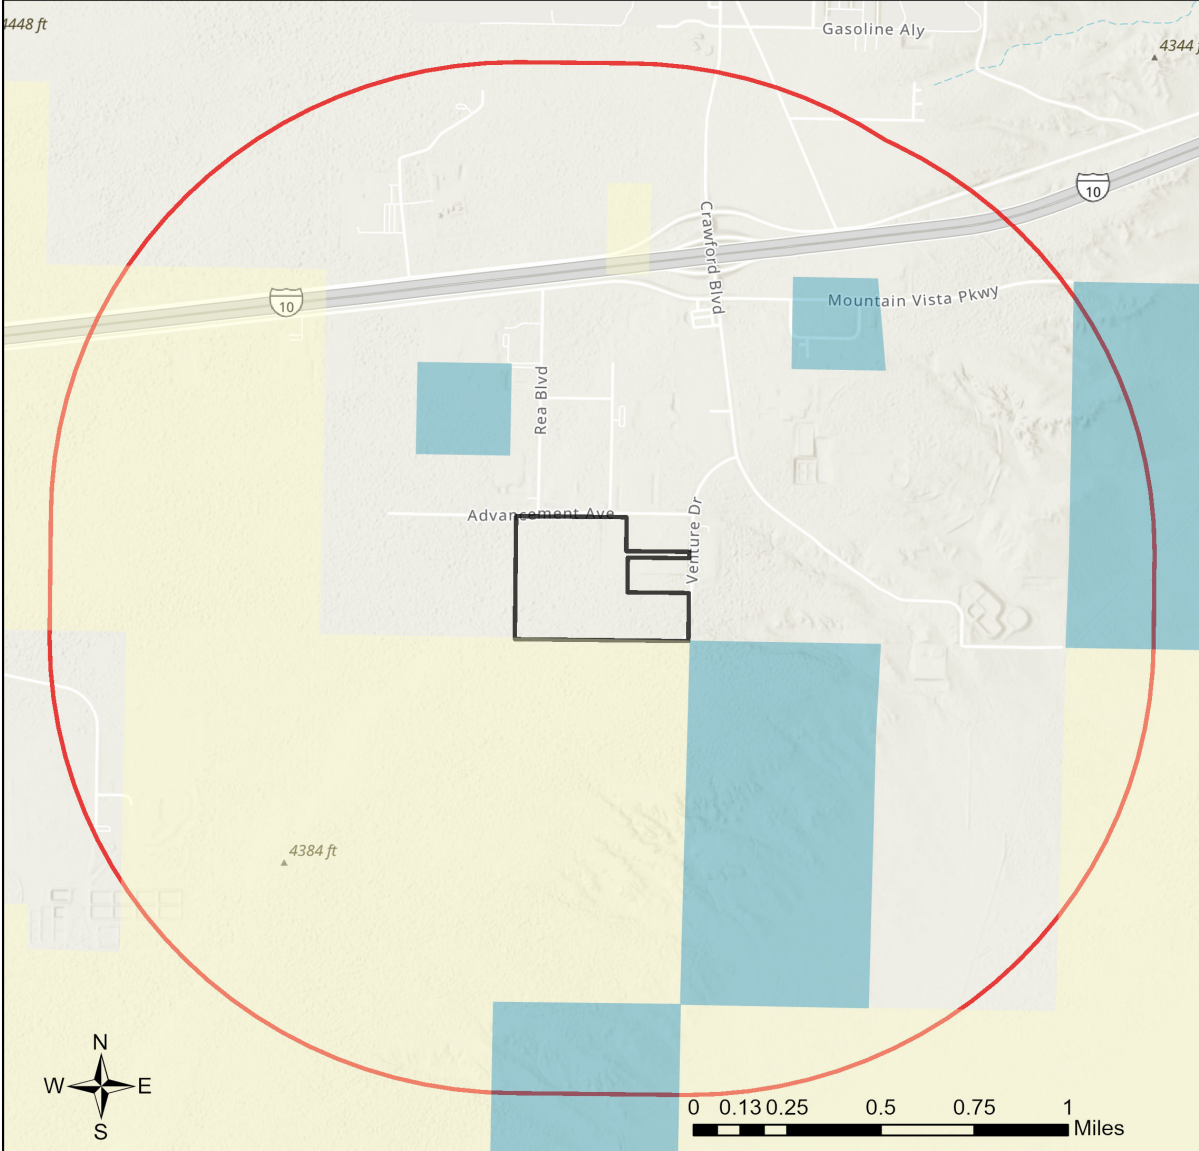 4448 ft
Gasoline Aly
4344 f
10
Crawford Blvd
10
Mountain Vista Pkwy
Rea Blvd
Advancement Ave
Venture Dr
4384 ft
N
W E
S
0 0.13 0.25 0.5 0.75 1
Miles